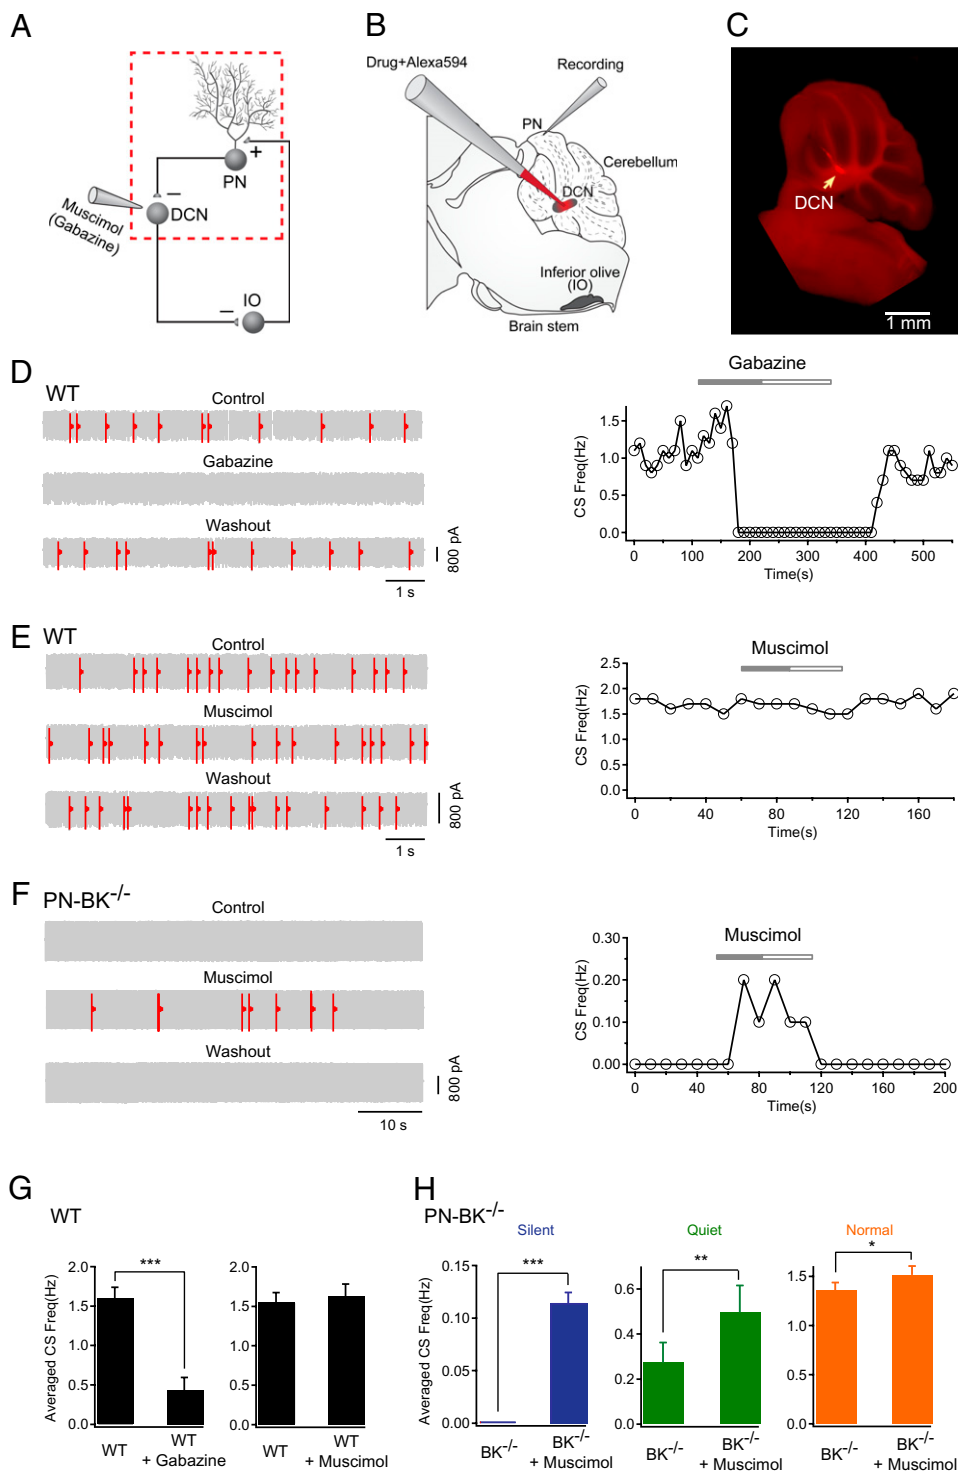 A
PN
+
−
DCN
Muscimol
(Gabazine)
IO
−
B
Drug+Alexa594
Recording
PN
Cerebellum
DCN
Inferior olive
(IO)
Brain stem
C
DCN
1 mm
D
WT
Control
Gabazine
Washout
800 pA
1 s
Gabazine
CS Freq(Hz)
1.5
1.0
0.5
0.0
0 100 200 300 400 500
Time(s)
E
WT
Control
Muscimol
Washout
800 pA
1 s
Muscimol
CS Freq(Hz)
2.5
2.0
1.5
1.0
0.5
0.0
0 40 80 120 160
Time(s)
F
PN-BK-/-
Control
Muscimol
Washout
800 pA
10 s
Muscimol
CS Freq(Hz)
0.30
0.20
0.10
0.00
0 40 80 120 160 200
Time(s)
G
WT
Averaged CS Freq(Hz)
2.0
1.5
1.0
0.5
0.0
***
WT
WT
+ Gabazine
2.0
1.5
1.0
0.5
0.0
WT
WT
+ Muscimol
H
PN-BK-/-
Silent
Averaged CS Freq(Hz)
0.15
0.10
0.05
0.00
***
BK-/-
BK-/-
+ Muscimol
Quiet
0.6
0.4
0.2
0.0
**
BK-/-
BK-/-
+ Muscimol
Normal
1.5
1.0
0.5
0.0
*
BK-/-
BK-/-
+ Muscimol